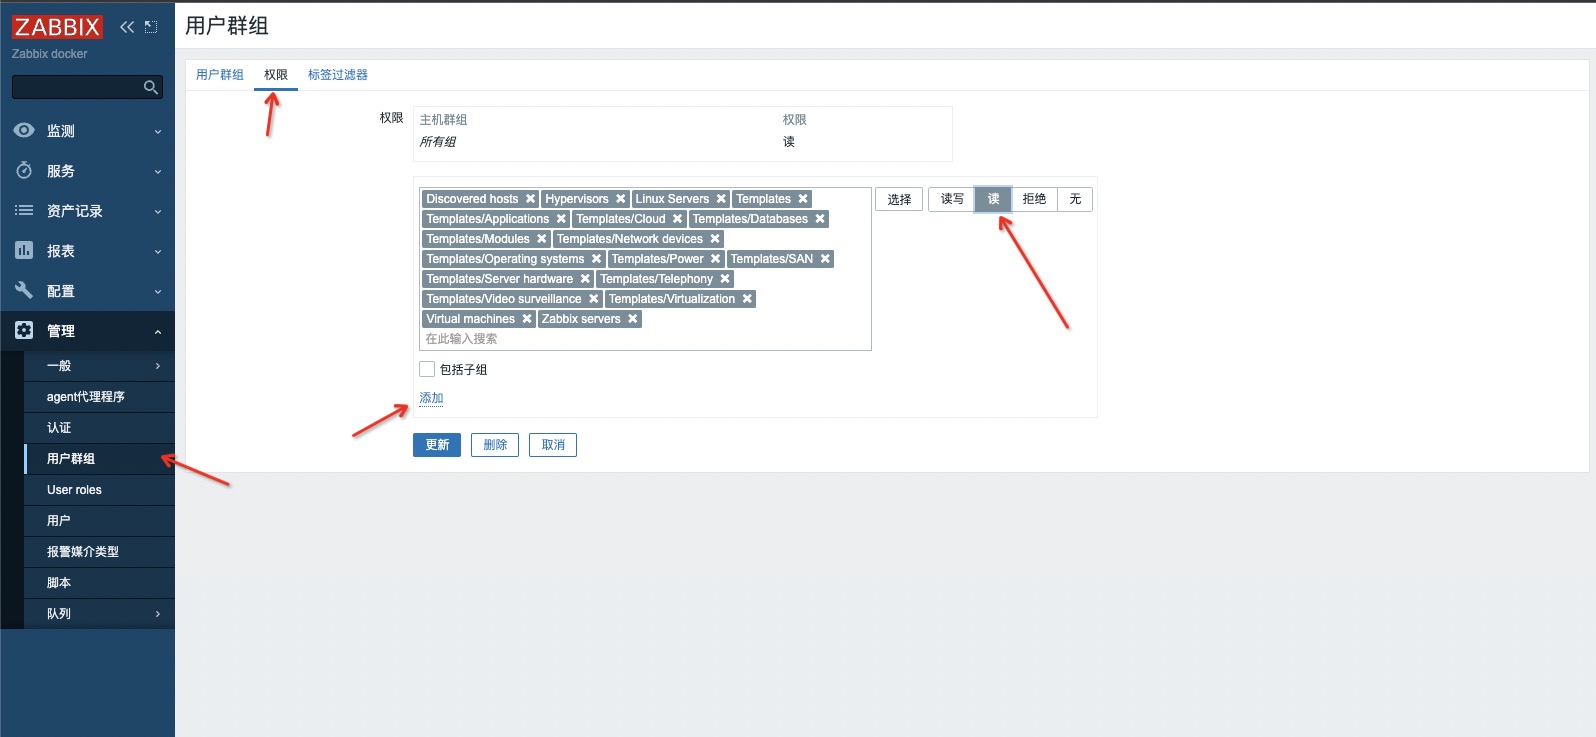 ZABBIX
Zabbix docker
监测
服务
资产记录
报表
配置
管理
一般
agent代理程序
认证
用户群组
User roles
用户
报警媒介类型
脚本
队列
用户群组
用户群组 权限 标签过滤器
权限 主机群组 权限
所有组 读
Discovered hosts Hypervisors Linux Servers Templates 选择 读写 读 拒绝 无
Templates/Applications Templates/Cloud Templates/Databases
Templates/Modules Templates/Network devices
Templates/Operating systems Templates/Power Templates/SAN
Templates/Server hardware Templates/Telephony
Templates/Video surveillance Templates/Virtualization
Virtual machines Zabbix servers
在此输入搜索
包括子组
添加
更新 删除 取消